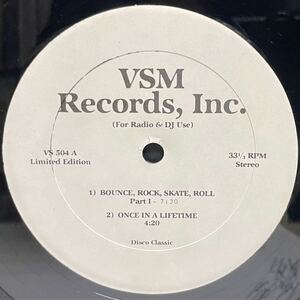 VSM
Records, Inc.
(For Radio & DJ Use)
VS 504 A
Limited Edition
33⅓ RPM
Stereo
1) BOUNCE, ROCK, SKATE, ROLL
Part I - 7:30
2) ONCE IN A LIFETIME
4:20
Disco Classic